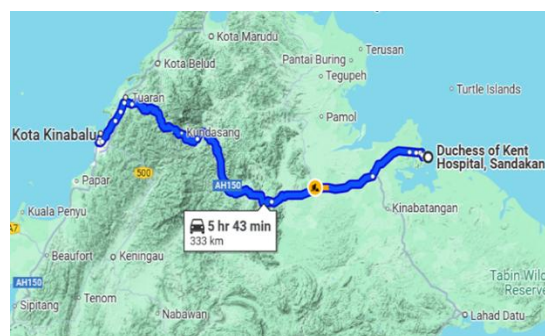 Kota Marudu
Terusan
Kota Belud
Pantai Buring
Tegupeh
Turtle Islands
Tuaran
Pamol
Kota Kinabalu
Kundasang
Duchess of Kent
Hospital, Sandakan
500
Papar
AH150
Kuala Penyu
Kinabatangan
A7
5 hr 43 min
333 km
Beaufort
Keningau
Tabin Wild
Reserve
AH150
Sipitang
Tenom
Nabawan
Lahad Datu